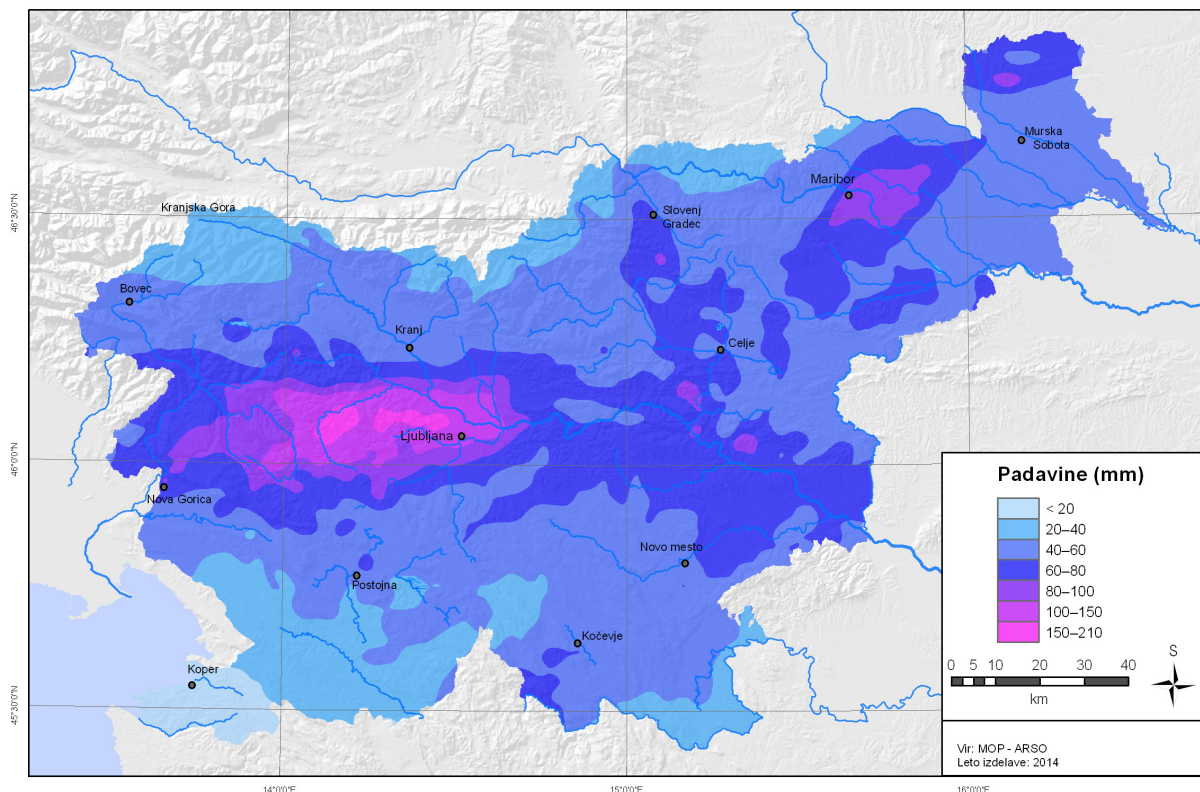 Murska
Sobota
Maribor
Slovenj
Gradec
Kranjska Gora
Bovec
Kranj
Celje
Ljubljana
Nova Gorica
Novo mesto
Postojna
Kočevje
Koper
46°30'0"N
46°0'0"N
45°30'0"N
14°0'0"E
15°0'0"E
16°0'0"E
Padavine (mm)
< 20
20–40
40–60
60–80
80–100
100–150
150–210
S
0 5 10 20 30 40
km
Vir: MOP - ARSO
Leto izdelave: 2014